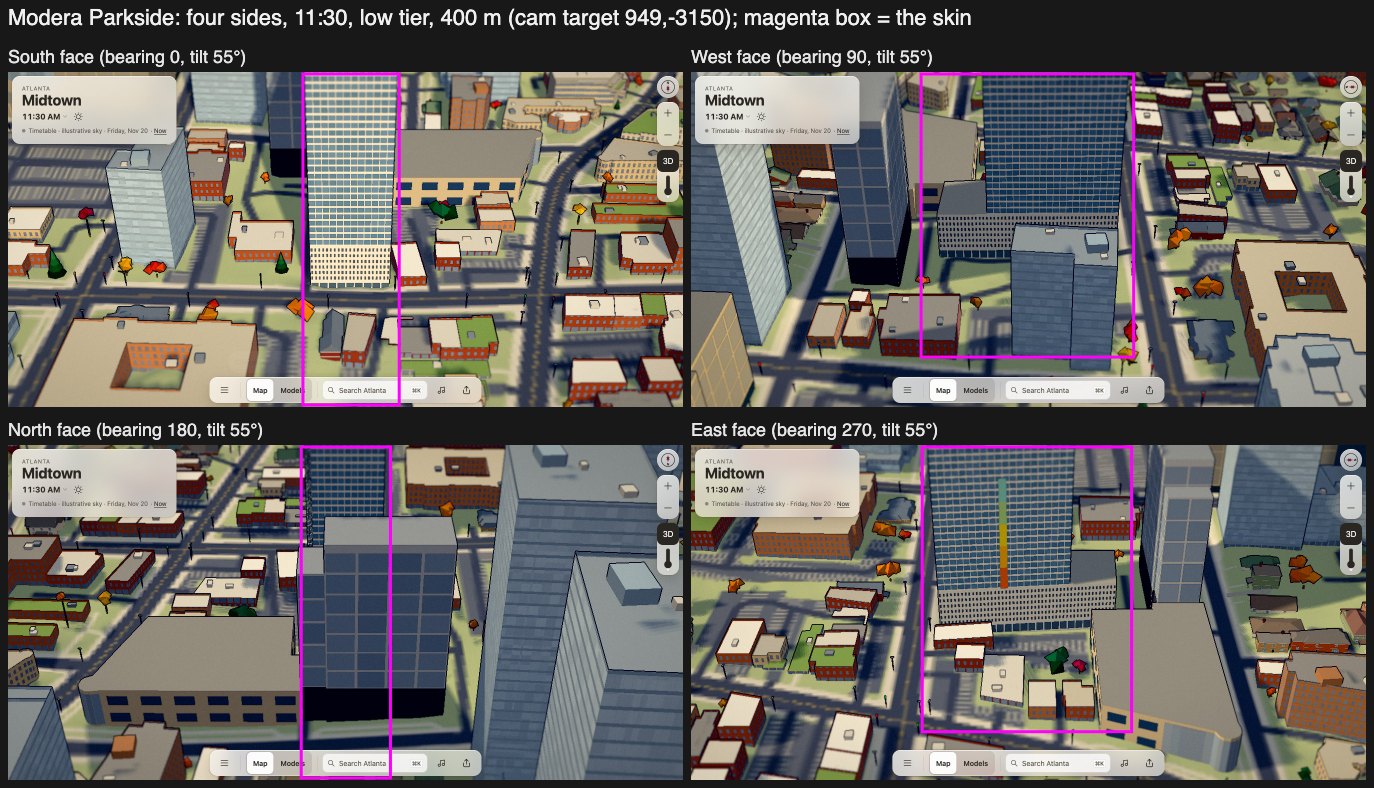 Modera Parkside: four sides, 11:30, low tier, 400 m (cam target 949,-3150); magenta box = the skin
South face (bearing 0, tilt 55°)
ATLANTA
Midtown
11:30 AM
Timetable · illustrative sky · Friday, Nov 20 · Now
3D
Map
Models
Search Atlanta
⌘K
West face (bearing 90, tilt 55°)
ATLANTA
Midtown
11:30 AM
Timetable · illustrative sky · Friday, Nov 20 · Now
3D
Map
Models
Search Atlanta
⌘K
North face (bearing 180, tilt 55°)
ATLANTA
Midtown
11:30 AM
Timetable · illustrative sky · Friday, Nov 20 · Now
3D
Map
Models
Search Atlanta
⌘K
East face (bearing 270, tilt 55°)
ATLANTA
Midtown
11:30 AM
Timetable · illustrative sky · Friday, Nov 20 · Now
3D
Map
Models
Search Atlanta
⌘K